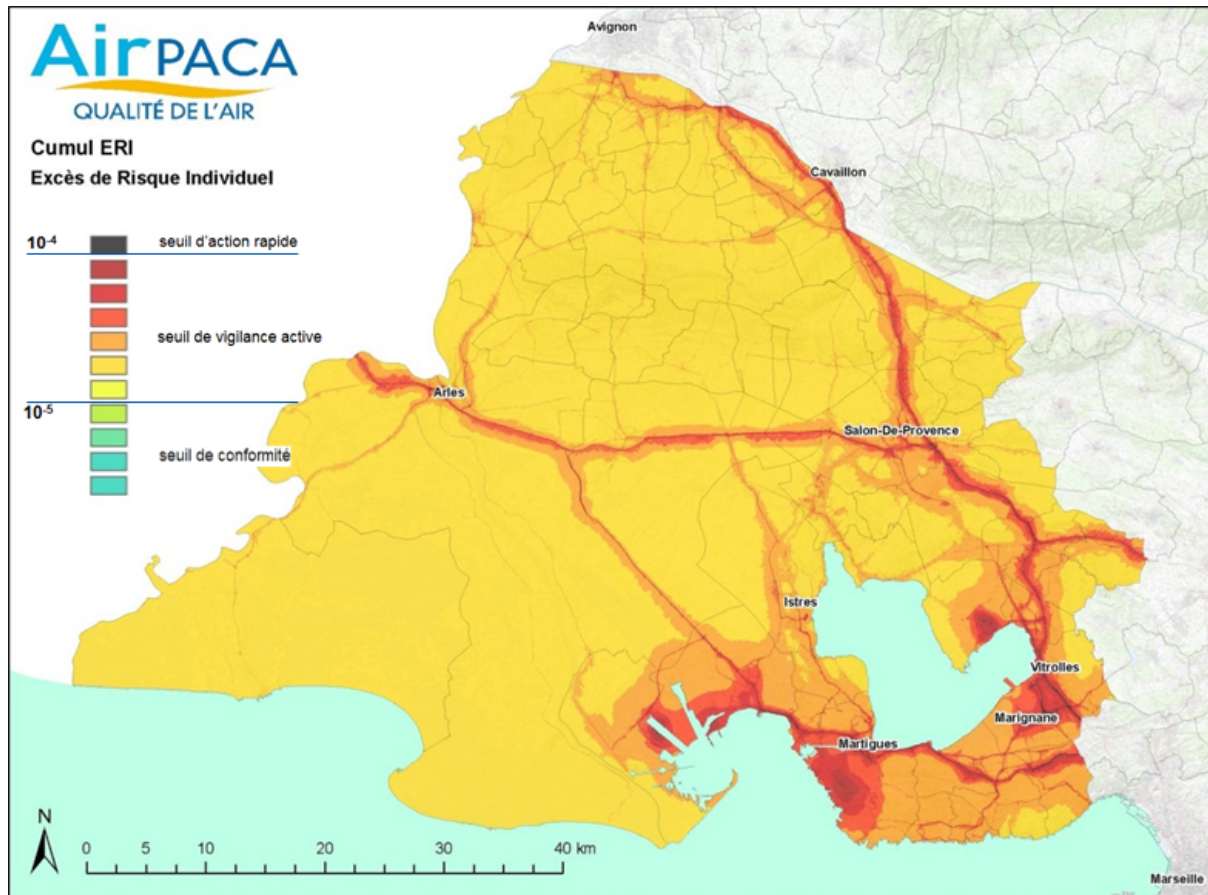 AirPACA
QUALITÉ DE L'AIR
Cumul ERI
Excès de Risque Individuel
10-4
seuil d'action rapide
seuil de vigilance active
10-5
seuil de conformité
Avignon
Cavaillon
Arles
Salon-De-Provence
Istres
Vitrolles
Marignane
Martigues
Marseille
N
0 5 10 20 30 40 km